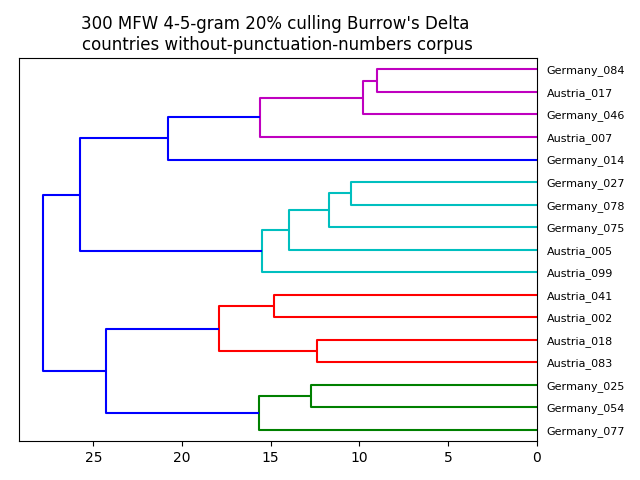 300 MFW 4-5-gram 20% culling Burrow's Delta
countries without-punctuation-numbers corpus
Germany_084
Austria_017
Germany_046
Austria_007
Germany_014
Germany_027
Germany_078
Germany_075
Austria_005
Austria_099
Austria_041
Austria_002
Austria_018
Austria_083
Germany_025
Germany_054
Germany_077
25 20 15 10 5 0